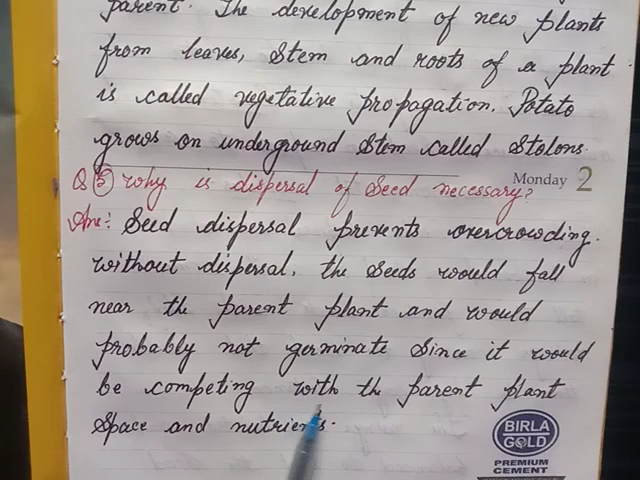 parent. The development of new plants
from leaves, Stem and roots of a plant
is called vegetative propagation. Potato
grows on underground Stem called Stolons.
Monday 2
Q 5 Why is dispersal of Seed necessary?
Ans: Seed dispersal prevents overcrowding.
without dispersal, the Seeds would fall
near the parent plant and would
probably not germinate Since it would
be competing with the parent plant
Space and nutrients.
BIRLA
GOLD
PREMIUM
CEMENT